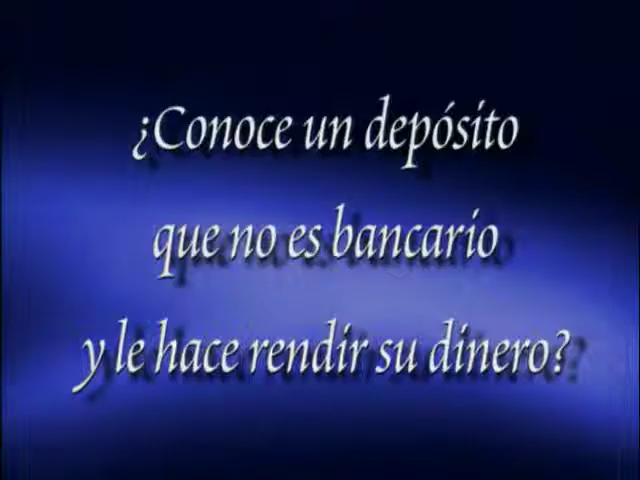 ¿Conoce un depósito
que no es bancario
y le hace rendir su dinero?